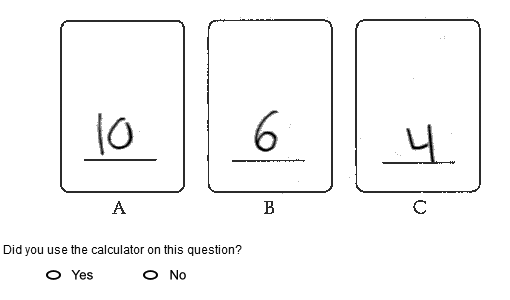 10 6 4
A B C
Did you use the calculator on this question?
Yes No